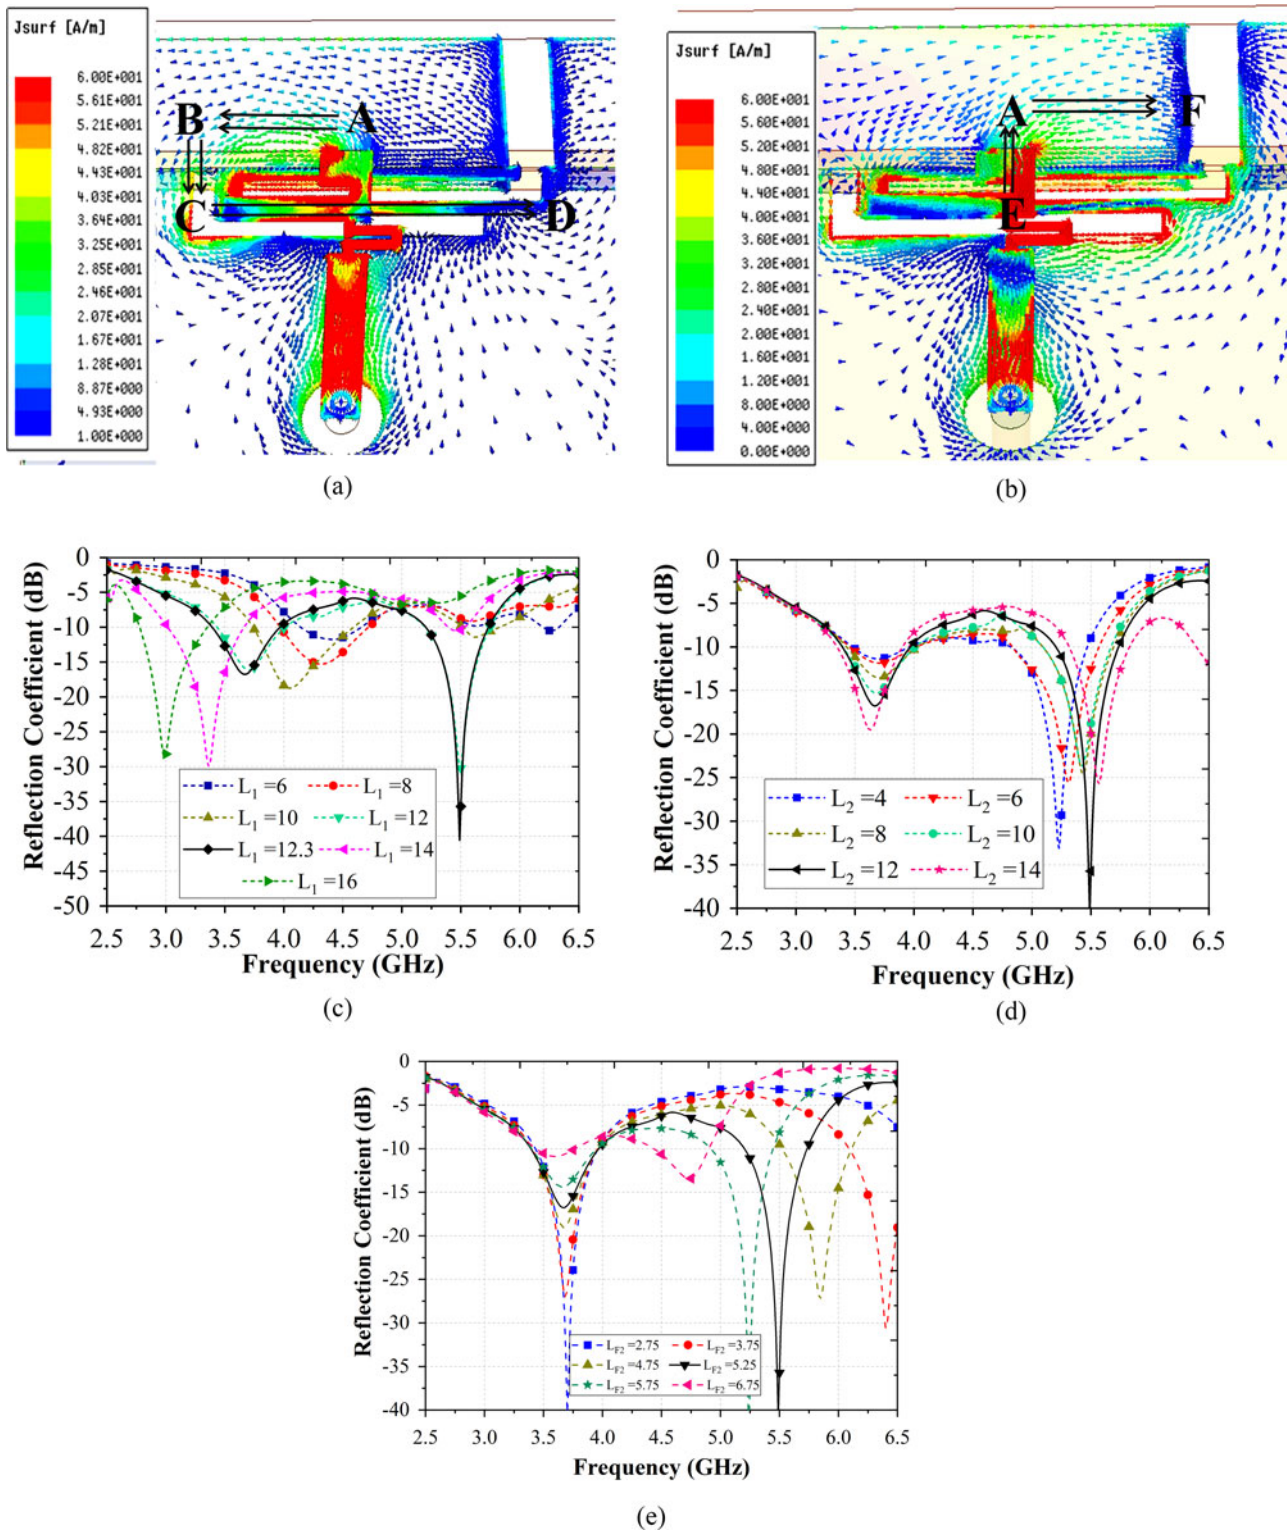 Jsurf [A/m]
6.00E+001
5.61E+001
5.21E+001
4.82E+001
4.43E+001
4.03E+001
3.64E+001
3.25E+001
2.85E+001
2.46E+001
2.07E+001
1.67E+001
1.28E+001
8.87E+000
4.93E+000
1.00E+000
B A
C D
(a)
Jsurf [A/m]
6.00E+001
5.60E+001
5.20E+001
4.80E+001
4.40E+001
4.00E+001
3.60E+001
3.20E+001
2.80E+001
2.40E+001
2.00E+001
1.60E+001
1.20E+001
8.00E+000
4.00E+000
0.00E+000
A F
E
(b)
Reflection Coefficient (dB)
0
-5
-10
-15
-20
-25
-30
-35
-40
-45
-50
L1 =6 L1 =8
L1 =10 L1 =12
L1 =12.3 L1 =14
L1 =16
2.5 3.0 3.5 4.0 4.5 5.0 5.5 6.0 6.5
Frequency (GHz)
(c)
Reflection Coefficient (dB)
0
-5
-10
-15
-20
-25
-30
-35
-40
L2 =4 L2 =6
L2 =8 L2 =10
L2 =12 L2 =14
2.5 3.0 3.5 4.0 4.5 5.0 5.5 6.0 6.5
Frequency (GHz)
(d)
Reflection Coefficient (dB)
0
-5
-10
-15
-20
-25
-30
-35
-40
LF2 =2.75 LF2 =3.75
LF2 =4.75 LF2 =5.25
LF2 =5.75 LF2 =6.75
2.5 3.0 3.5 4.0 4.5 5.0 5.5 6.0 6.5
Frequency (GHz)
(e)